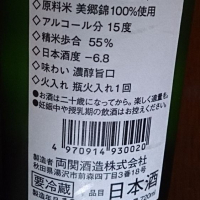 ◇原料米 美郷錦100%使用
◇アルコール分 15度
◇精米歩合 55%
◇日本酒度 -6.8
◇味わい 濃醇旨口
◇火入れ 瓶火入れ1回
●お酒は二十歳になってから。楽しく適量を。
●妊娠中や授乳期の飲酒はお控えください。
4 970914 930020
製造者 両関酒造株式会社
秋田県湯沢市前森四丁目3番18号
要冷蔵
品目 日本酒
720ml